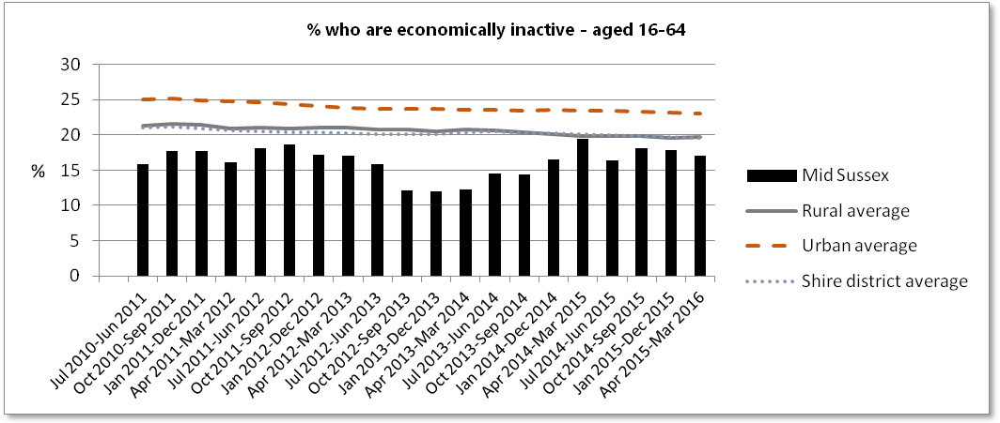 % who are economically inactive - aged 16-64
30
25
20
15
10
5
0
%
Jul 2010-Jun 2011
Oct 2010-Sep 2011
Jan 2011-Dec 2011
Apr 2011-Mar 2012
Jul 2011-Jun 2012
Oct 2011-Sep 2012
Jan 2012-Dec 2012
Apr 2012-Mar 2013
Jul 2012-Jun 2013
Oct 2012-Sep 2013
Jan 2013-Dec 2013
Apr 2013-Mar 2014
Jul 2013-Jun 2014
Oct 2013-Sep 2014
Jan 2014-Dec 2014
Apr 2014-Mar 2015
Jul 2014-Jun 2015
Oct 2014-Sep 2015
Jan 2015-Dec 2015
Apr 2015-Mar 2016
Mid Sussex
Rural average
Urban average
Shire district average